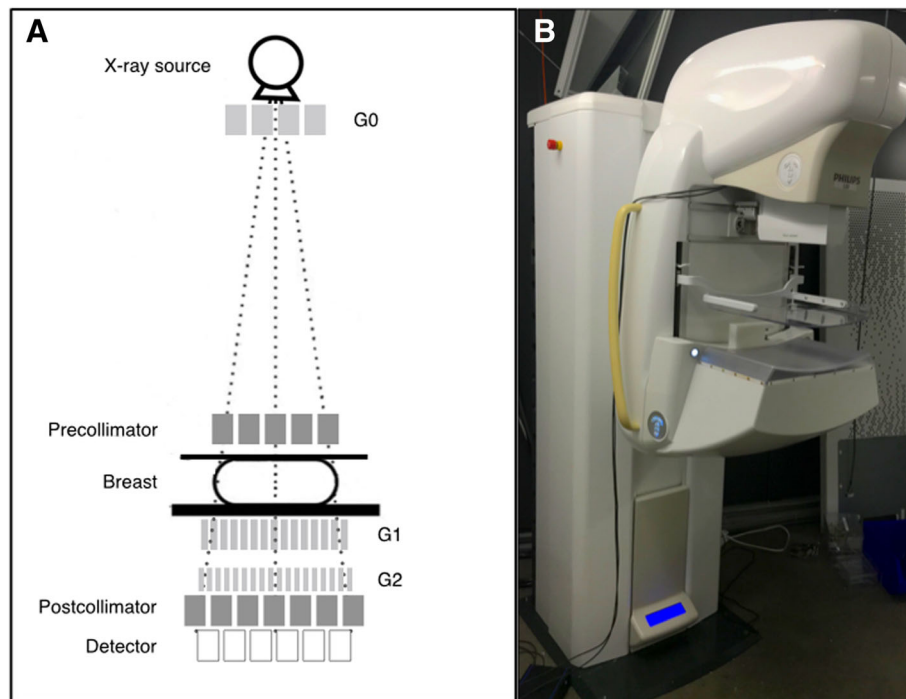 A
X-ray source
G0
Precollimator
Breast
G1
G2
Postcollimator
Detector
B
PHILIPS